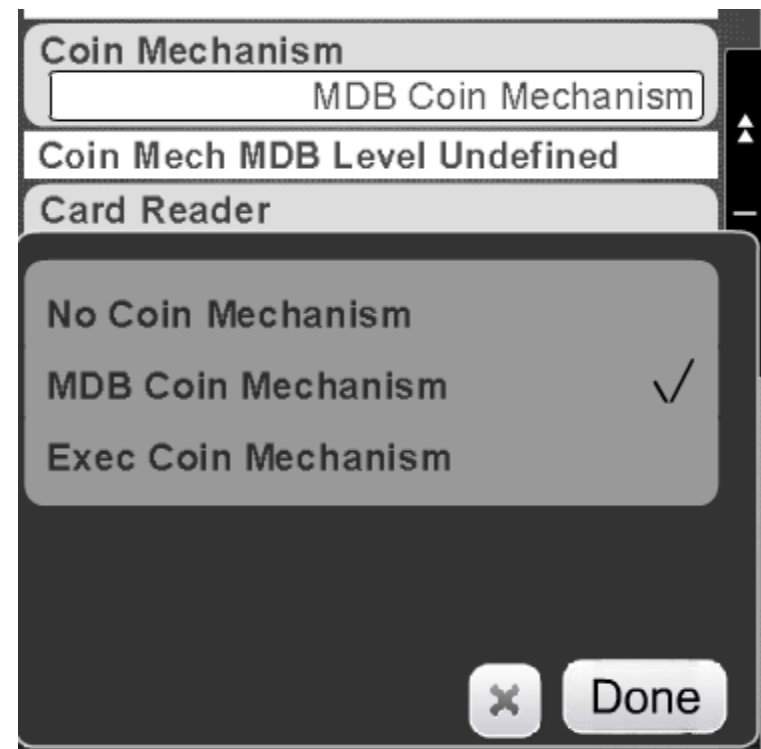 Coin Mechanism
MDB Coin Mechanism
Coin Mech MDB Level Undefined
Card Reader
No Coin Mechanism
MDB Coin Mechanism
Exec Coin Mechanism
Done